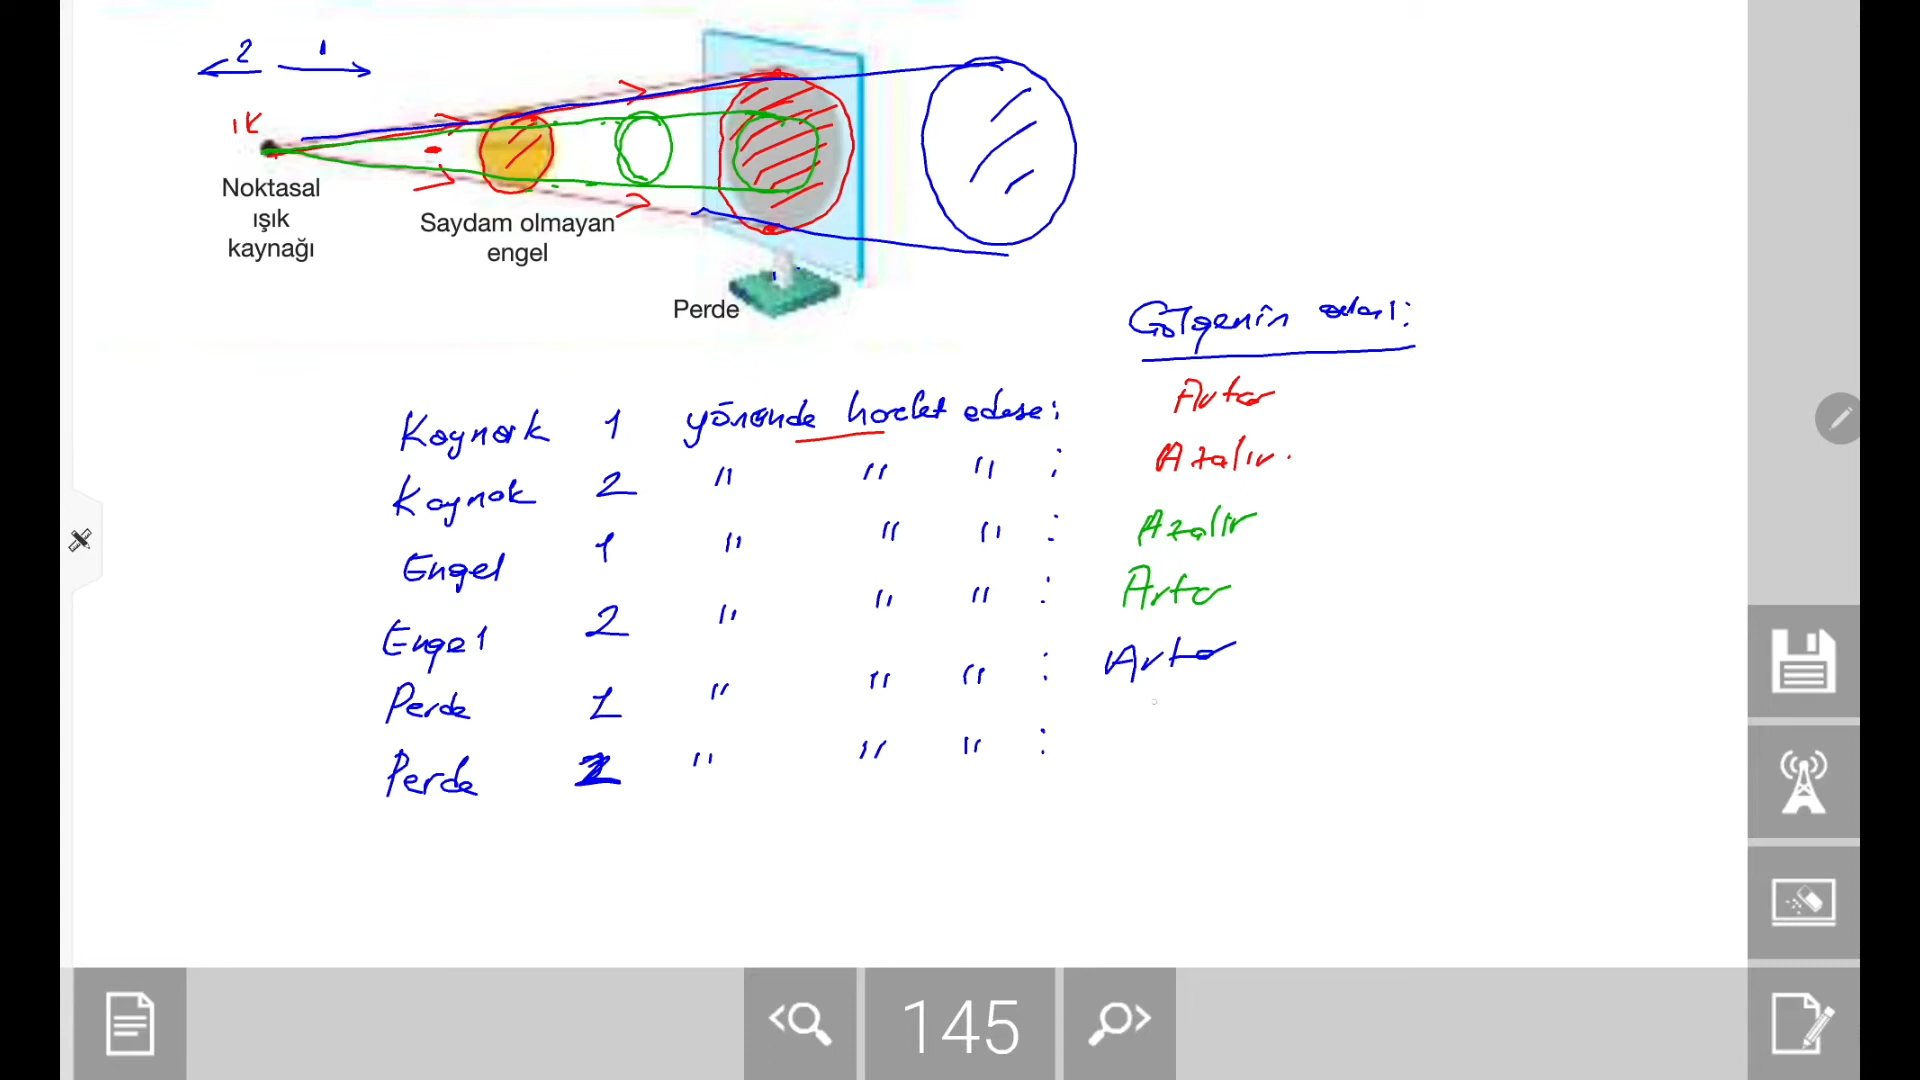 2 1
IK
Noktasal
ışık
kaynağı
Saydam olmayan
engel
Perde
Gölgenin alanı:
Kaynak 1 yönünde hareket ederse: Artar
Kaynak 2 " " " : Azalır.
Engel 1 " " " : Azalır
Engel 2 " " " : Artar
Perde 1 " " " : Artar
Perde 2 " " " :
145